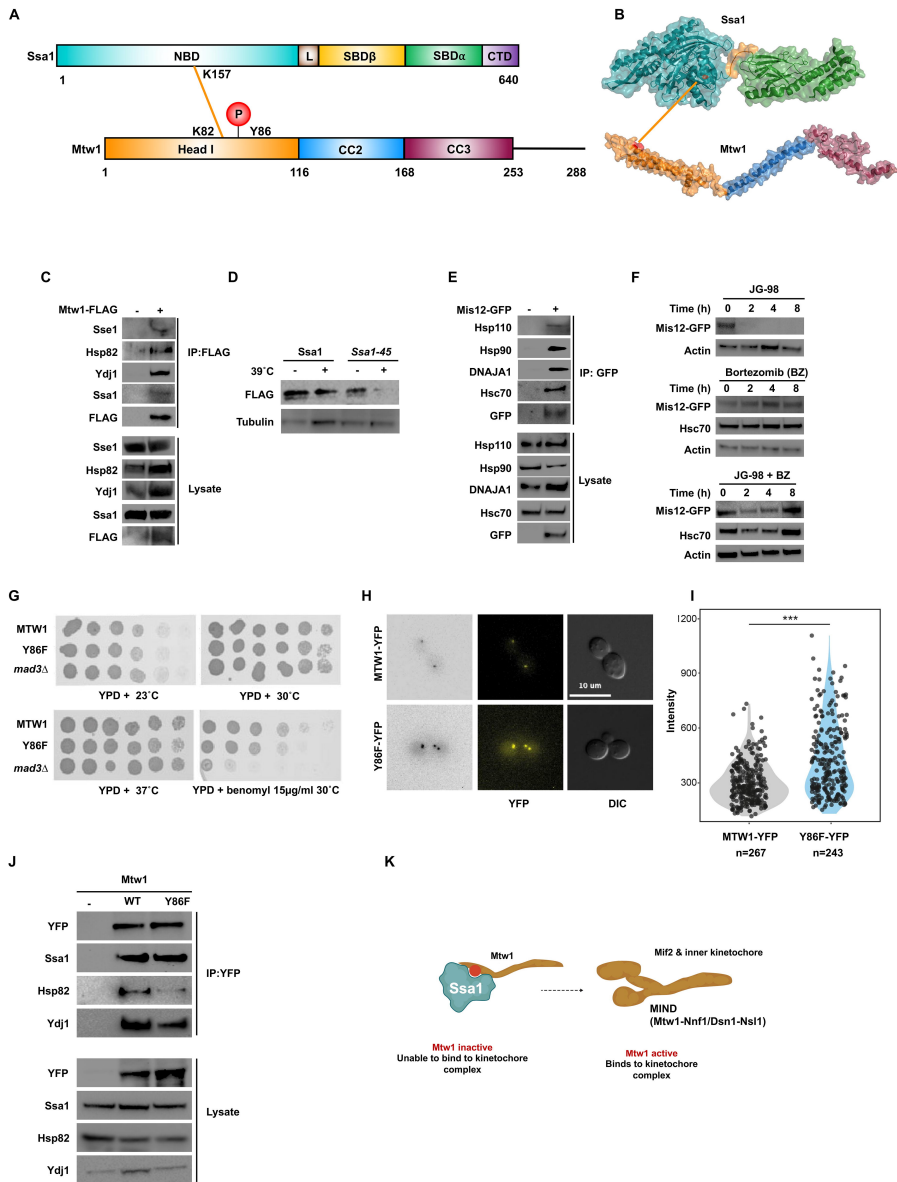 A
Ssa1
NBD
L
SBDβ
SBDα
CTD
1
K157
640
P
K82
Y86
Mtw1
Head I
CC2
CC3
1
116
168
253
288
B
Ssa1
Mtw1
C
Mtw1-FLAG
- +
Sse1
Hsp82
Ydj1
Ssa1
FLAG
IP:FLAG
Sse1
Hsp82
Ydj1
Ssa1
FLAG
Lysate
D
Ssa1
Ssa1-45
39˚C
- + - +
FLAG
Tubulin
E
Mis12-GFP
- +
Hsp110
Hsp90
DNAJA1
Hsc70
GFP
IP: GFP
Hsp110
Hsp90
DNAJA1
Hsc70
GFP
Lysate
F
JG-98
Time (h) 0 2 4 8
Mis12-GFP
Actin
Bortezomib (BZ)
Time (h) 0 2 4 8
Mis12-GFP
Hsc70
Actin
JG-98 + BZ
Time (h) 0 2 4 8
Mis12-GFP
Hsc70
Actin
G
MTW1
Y86F
mad3Δ
YPD + 23˚C
YPD + 30˚C
MTW1
Y86F
mad3Δ
YPD + 37˚C
YPD + benomyl 15µg/ml 30˚C
H
MTW1-YFP
10 um
Y86F-YFP
YFP
DIC
I
1200
900
600
300
Intensity
***
MTW1-YFP
n=267
Y86F-YFP
n=243
J
Mtw1
- WT Y86F
YFP
Ssa1
Hsp82
Ydj1
IP:YFP
YFP
Ssa1
Hsp82
Ydj1
Lysate
K
Mtw1
Ssa1
Mtw1 inactive
Unable to bind to kinetochore
complex
Mif2 & inner kinetochore
MIND
(Mtw1-Nnf1/Dsn1-Nsl1)
Mtw1 active
Binds to kinetochore
complex